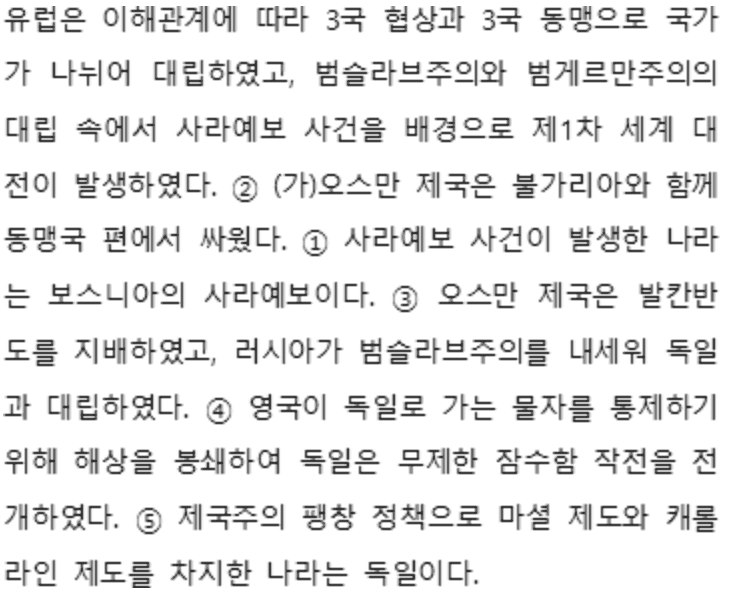 유럽은 이해관계에 따라 3국 협상과 3국 동맹으로 국가
가 나뉘어 대립하였고, 범슬라브주의와 범게르만주의의
대립 속에서 사라예보 사건을 배경으로 제1차 세계 대
전이 발생하였다. ② (가)오스만 제국은 불가리아와 함께
동맹국 편에서 싸웠다. ① 사라예보 사건이 발생한 나라
는 보스니아의 사라예보이다. ③ 오스만 제국은 발칸반
도를 지배하였고, 러시아가 범슬라브주의를 내세워 독일
과 대립하였다. ④ 영국이 독일로 가는 물자를 통제하기
위해 해상을 봉쇄하여 독일은 무제한 잠수함 작전을 전
개하였다. ⑤ 제국주의 팽창 정책으로 마셜 제도와 캐롤
라인 제도를 차지한 나라는 독일이다.